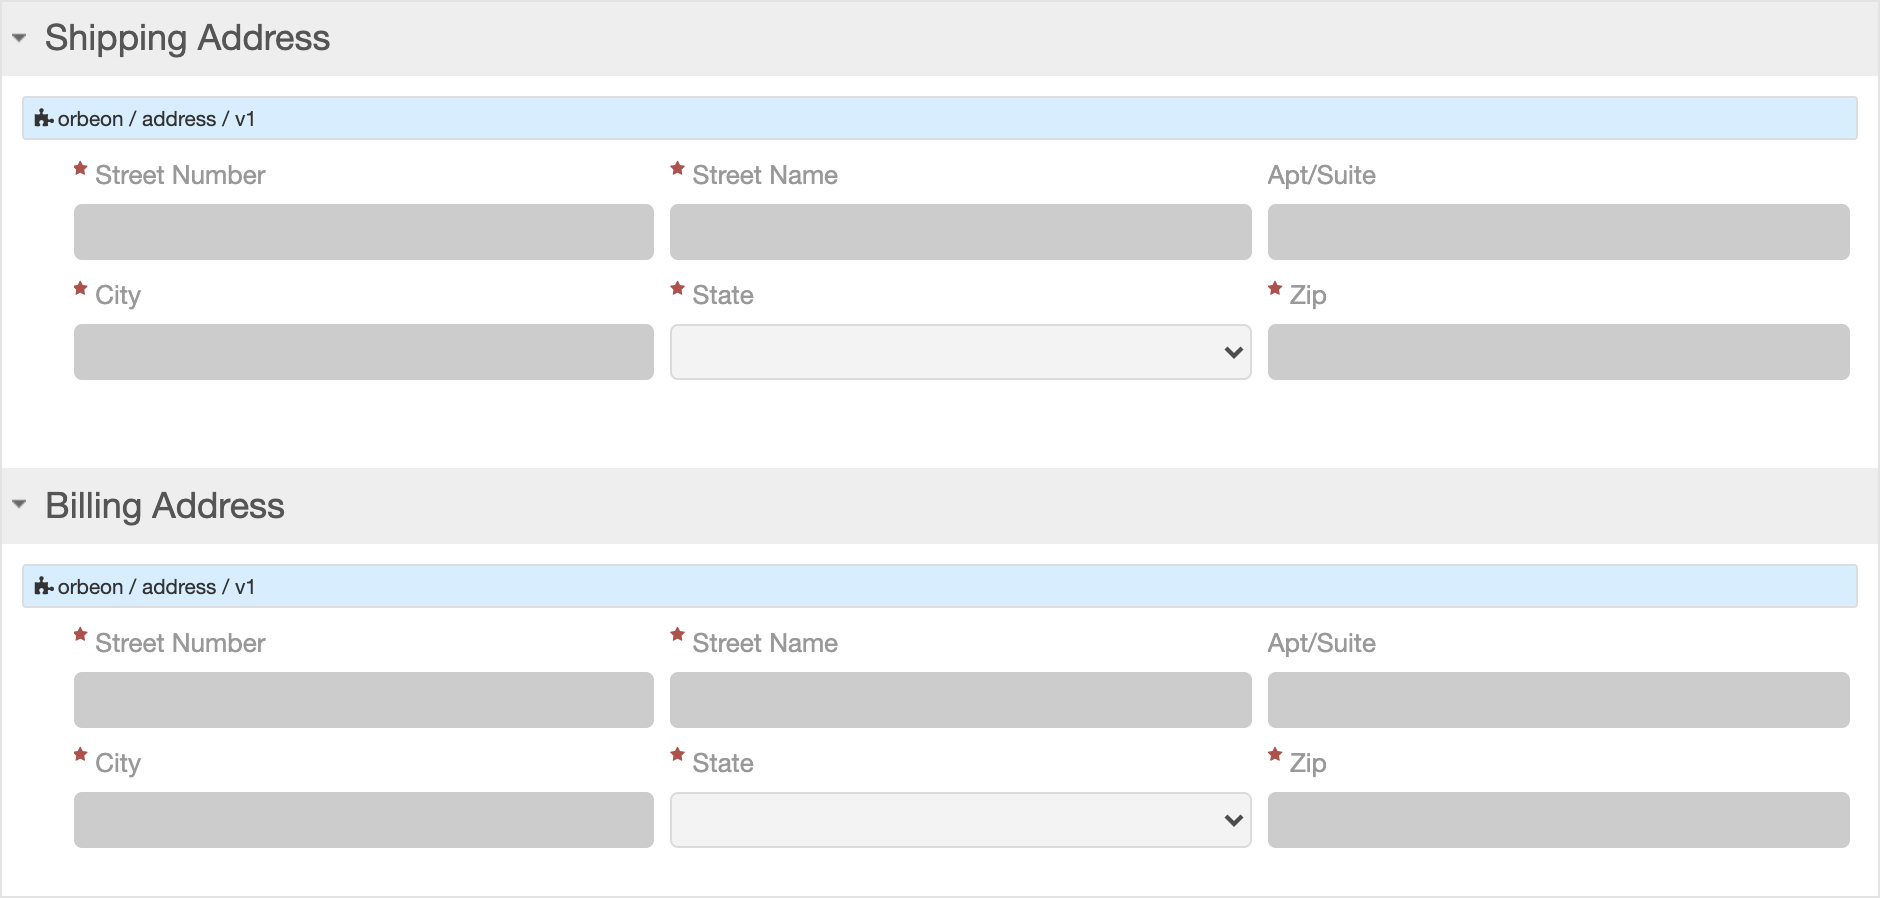 Shipping Address
orbeon / address / v1
* Street Number * Street Name Apt/Suite
* City * State * Zip
Billing Address
orbeon / address / v1
* Street Number * Street Name Apt/Suite
* City * State * Zip